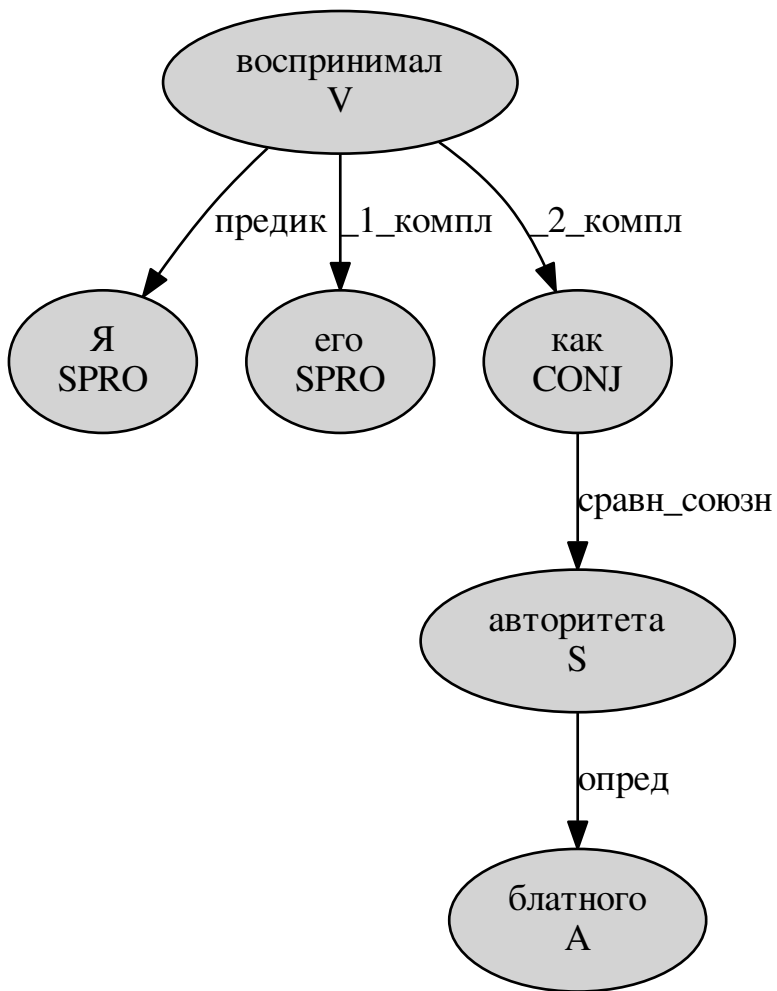 воспринимал
V
предик
_1_компл
_2_компл
Я
SPRO
его
SPRO
как
CONJ
сравн_союзн
авторитета
S
опред
блатного
A